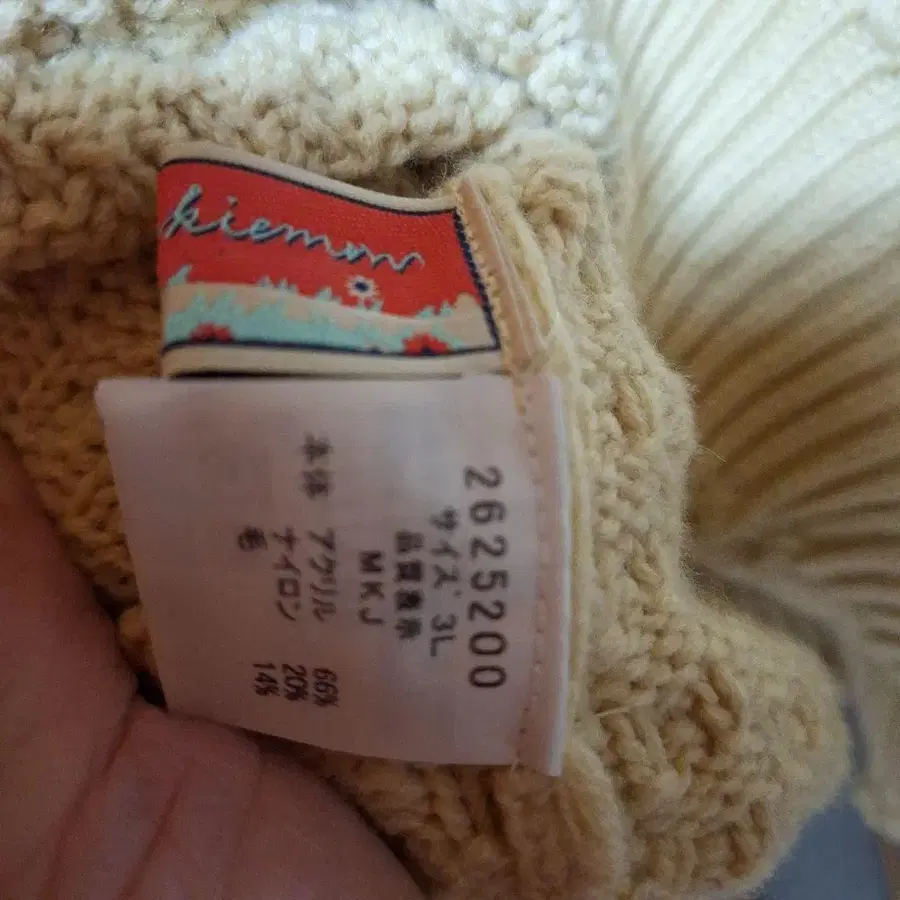 kiemon
2625200
サイズ 3L
品質表示
MKJ
本体 アクリル 66%
ナイロン 20%
毛 14%